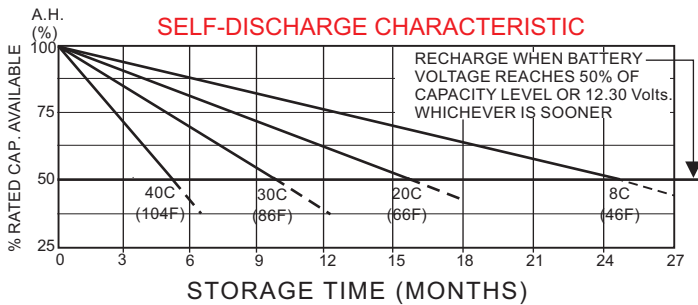 SELF-DISCHARGE CHARACTERISTIC
A.H.
(%)
% RATED CAP. AVAILABLE
100
75
50
25
RECHARGE WHEN BATTERY
VOLTAGE REACHES 50% OF
CAPACITY LEVEL OR 12.30 Volts.
WHICHEVER IS SOONER
40C
(104F)
30C
(86F)
20C
(66F)
8C
(46F)
0 3 6 9 12 15 18 21 24 27
STORAGE TIME (MONTHS)